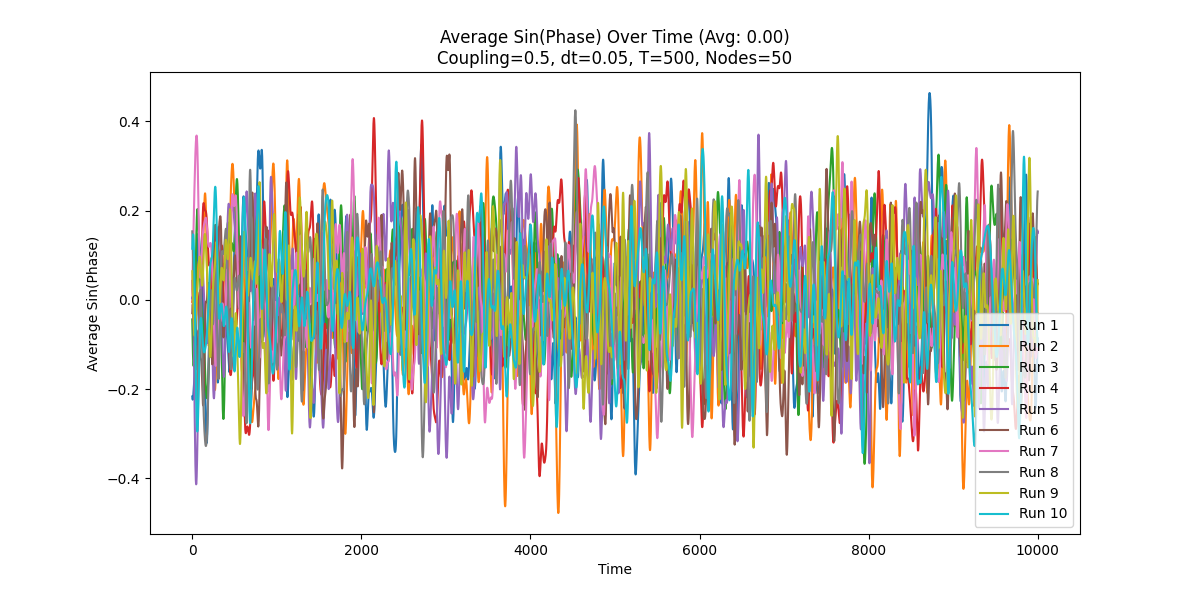 Average Sin(Phase) Over Time (Avg: 0.00)
Coupling=0.5, dt=0.05, T=500, Nodes=50
Average Sin(Phase)
0.4
0.2
0.0
−0.2
−0.4
Run 1
Run 2
Run 3
Run 4
Run 5
Run 6
Run 7
Run 8
Run 9
Run 10
0 2000 4000 6000 8000 10000
Time